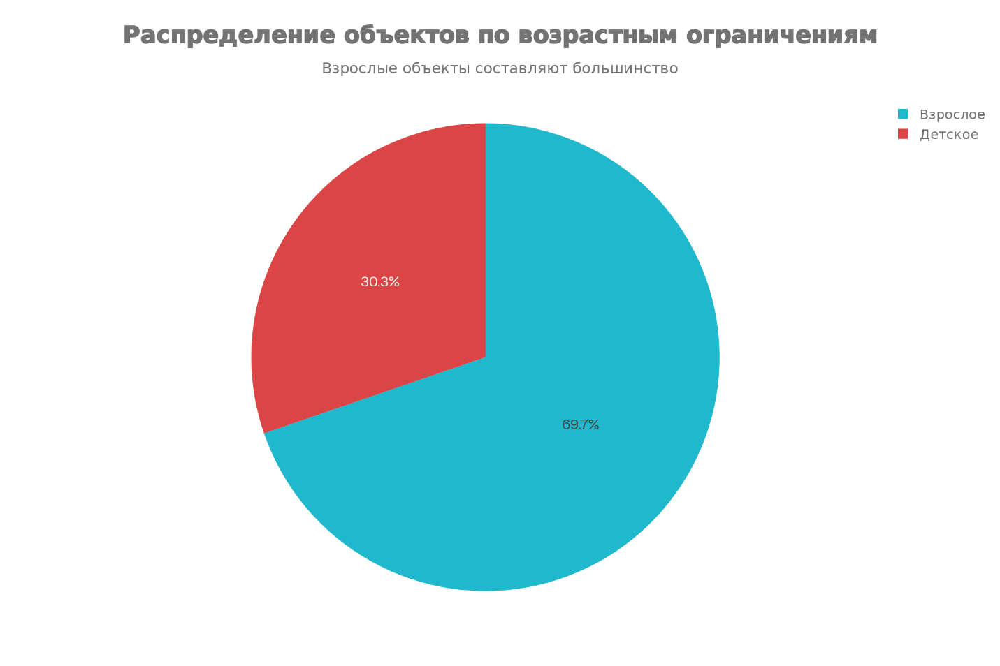 Распределение объектов по возрастным ограничениям
Взрослые объекты составляют большинство
Взрослое
Детское
30.3%
69.7%